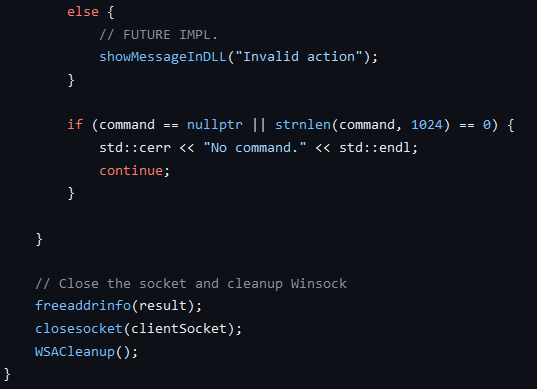 else {
// FUTURE IMPL.
showMessageInDLL("Invalid action");
}
if (command == nullptr || strnlen(command, 1024) == 0) {
std::cerr << "No command." << std::endl;
continue;
}
}
// Close the socket and cleanup Winsock
freeaddrinfo(result);
closesocket(clientSocket);
WSACleanup();
}